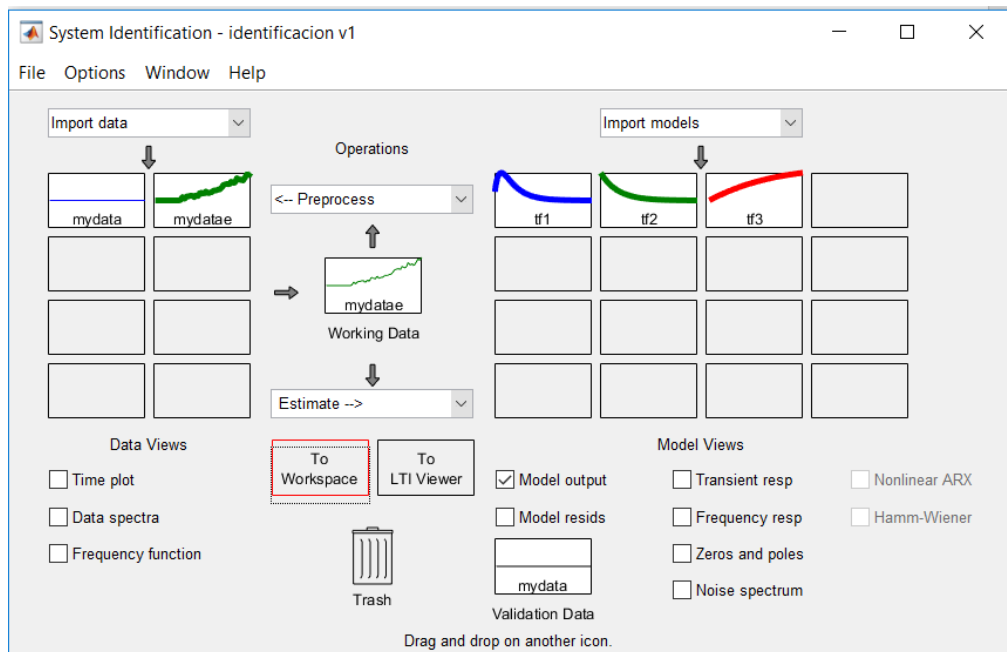 System Identification - identificacion v1
File Options Window Help
Import data
Import models
Operations
mydata
mydatae
<-- Preprocess
tf1
tf2
tf3
mydatae
Working Data
Estimate -->
Data Views
Model Views
To
Workspace
To
LTI Viewer
Time plot
Data spectra
Frequency function
Trash
Model output
Model resids
mydata
Validation Data
Transient resp
Frequency resp
Zeros and poles
Noise spectrum
Nonlinear ARX
Hamm-Wiener
Drag and drop on another icon.